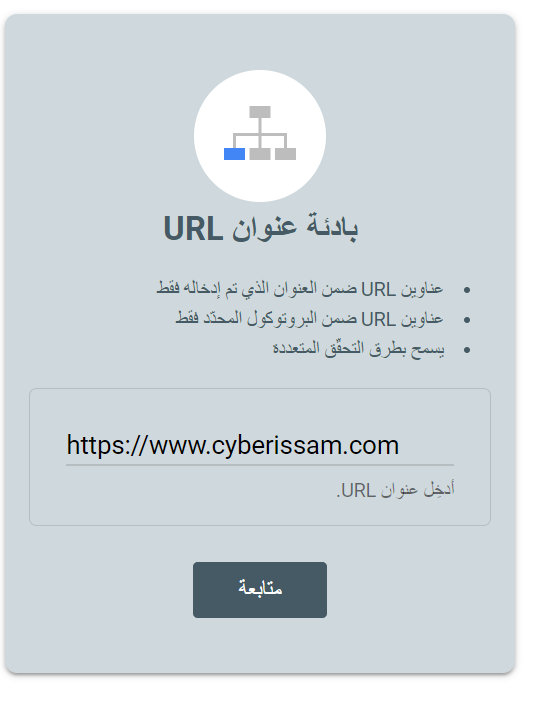 بادئة عنوان URL
عناوين URL ضمن العنوان الذي تم إدخاله فقط
عناوين URL ضمن البروتوكول المحدّد فقط
يسمح بطرق التحقّق المتعددة
https://www.cyberissam.com
أدخِل عنوان URL.
متابعة